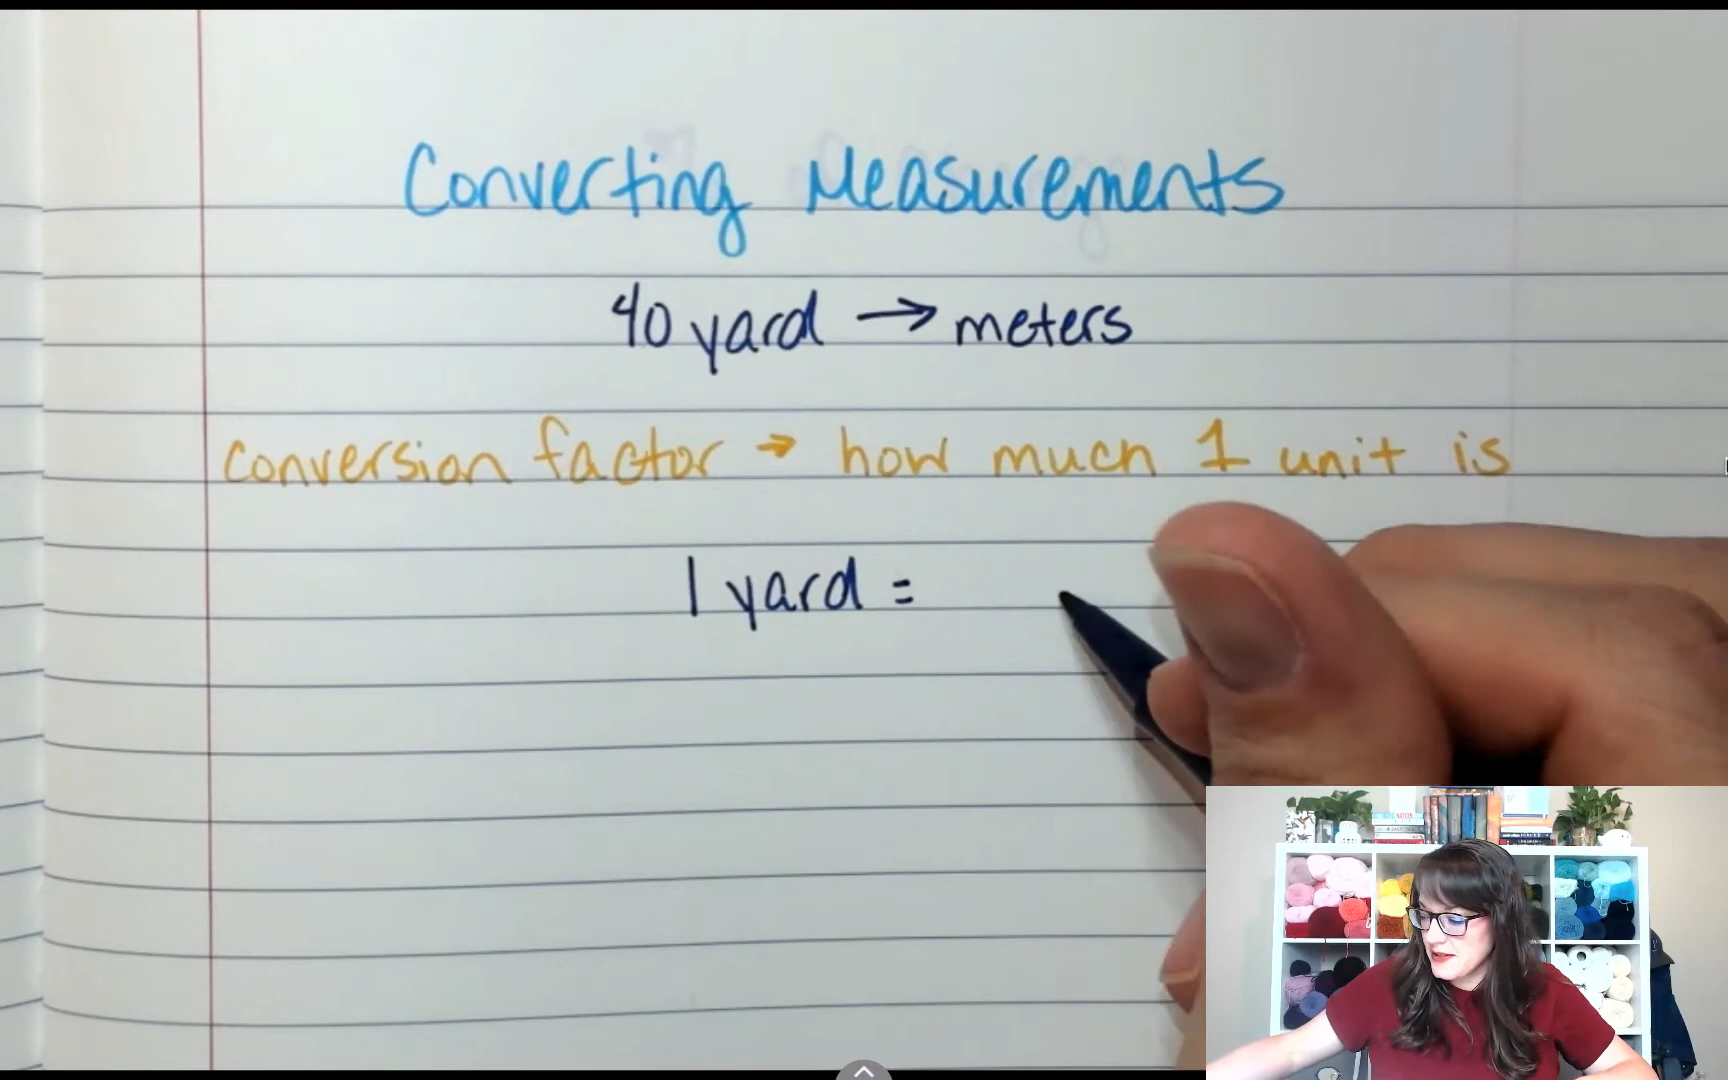 Converting Measurements
40 yard → meters
conversion factor → how much 1 unit is
1 yard =